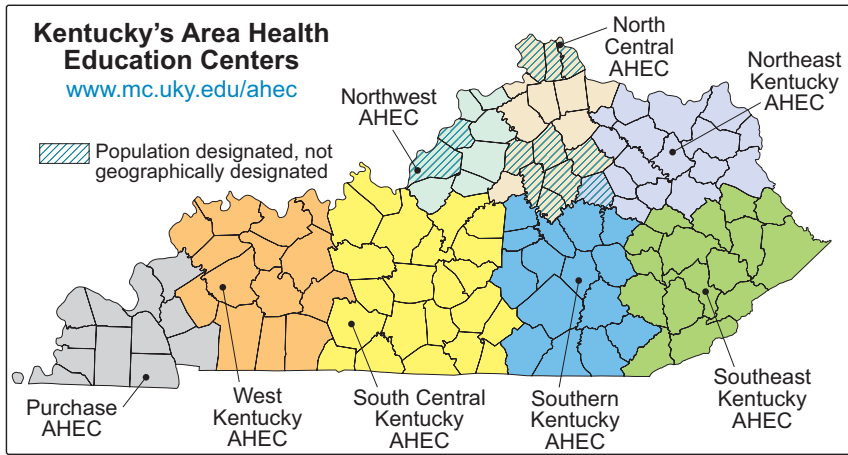 Kentucky's Area Health
Education Centers
www.mc.uky.edu/ahec
Population designated, not
geographically designated
Northwest
AHEC
North
Central
AHEC
Northeast
Kentucky
AHEC
Purchase
AHEC
West
Kentucky
AHEC
South Central
Kentucky
AHEC
Southern
Kentucky
AHEC
Southeast
Kentucky
AHEC